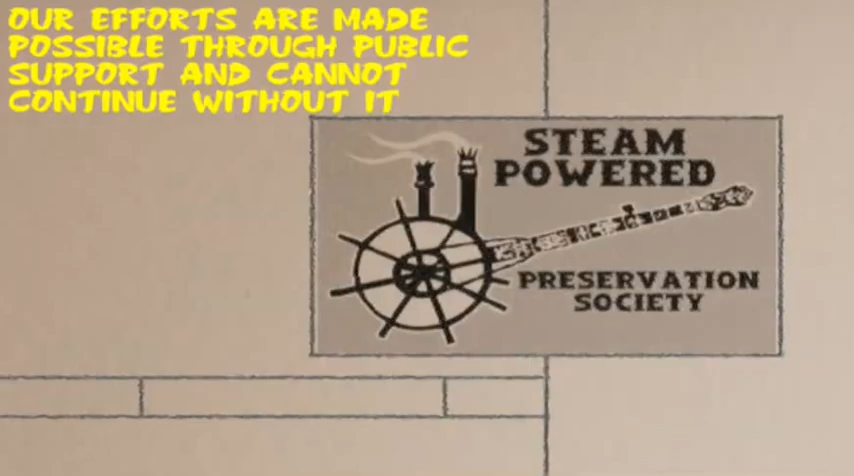 OUR EFFORTS ARE MADE
POSSIBLE THROUGH PUBLIC
SUPPORT AND CANNOT
CONTINUE WITHOUT IT
STEAM
POWERED
PRESERVATION
SOCIETY